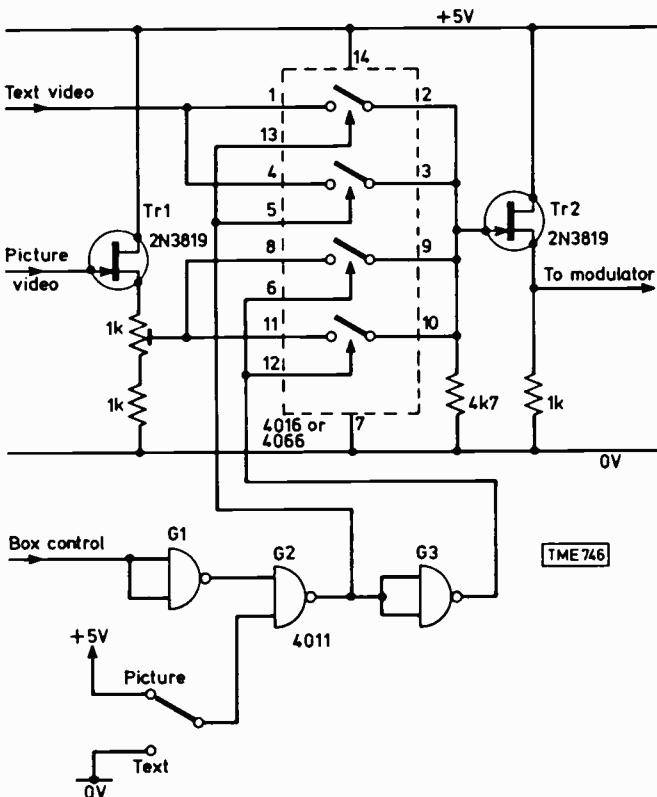 +5V
14
Text video
1
2
13
4
3
5
Tr1
2N3819
Tr2
2N3819
8
9
Picture
video
6
To modulator
1k
11
10
12
1k
4k7
1k
4016 or
4066
7
0V
Box control
G1
G2
G3
TME746
4011
+5V
Picture
Text
0V